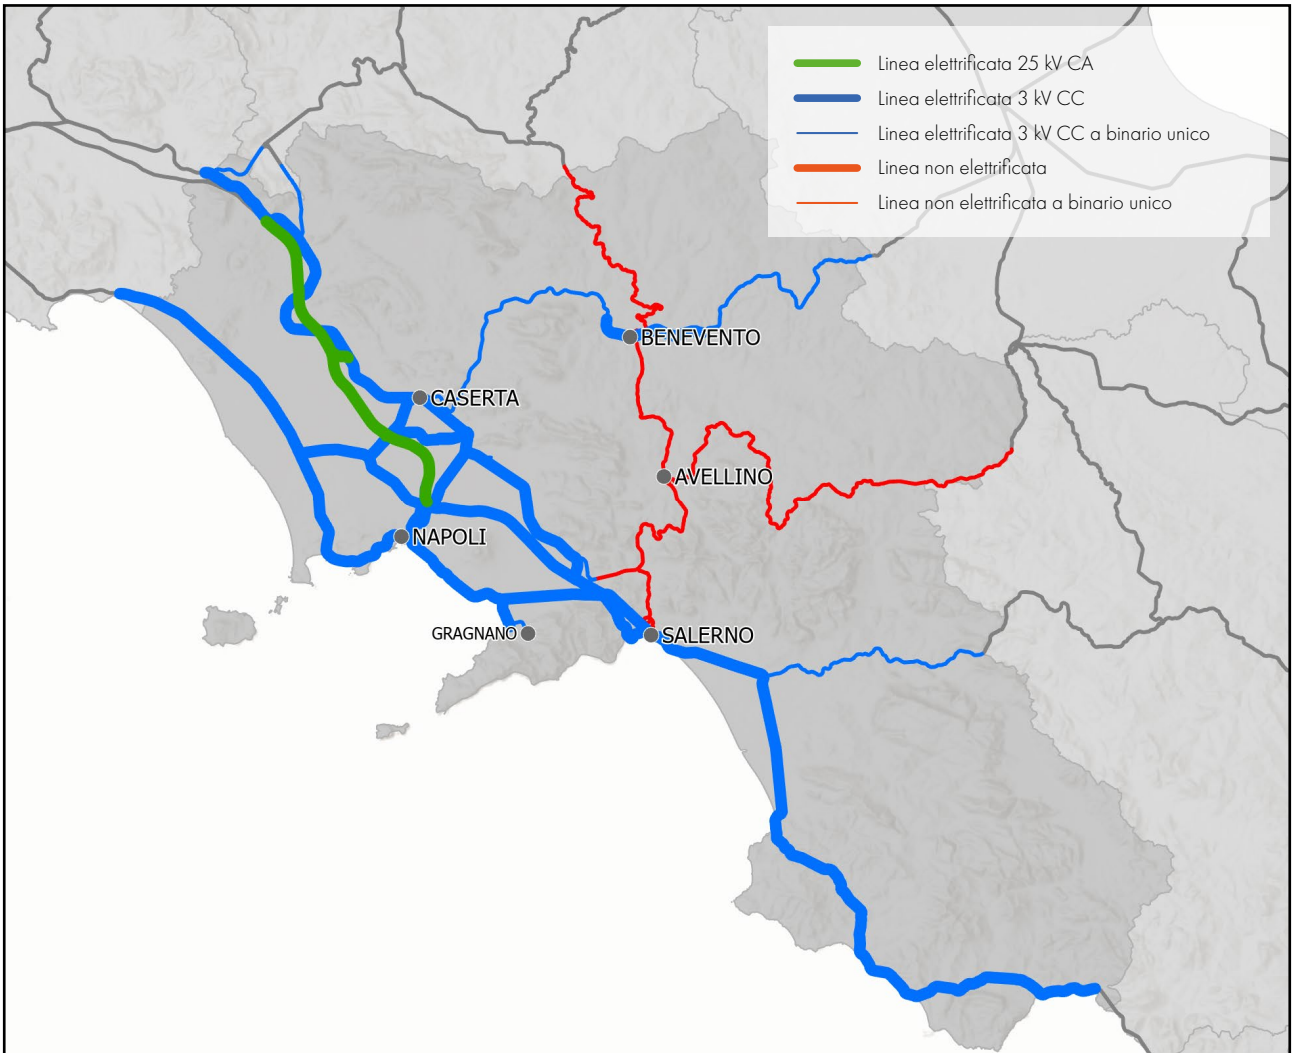 Linea elettrificata 25 kV CA
Linea elettrificata 3 kV CC
Linea elettrificata 3 kV CC a binario unico
Linea non elettrificata
Linea non elettrificata a binario unico
BENEVENTO
CASERTA
AVELLINO
NAPOLI
GRAGNANO
SALERNO